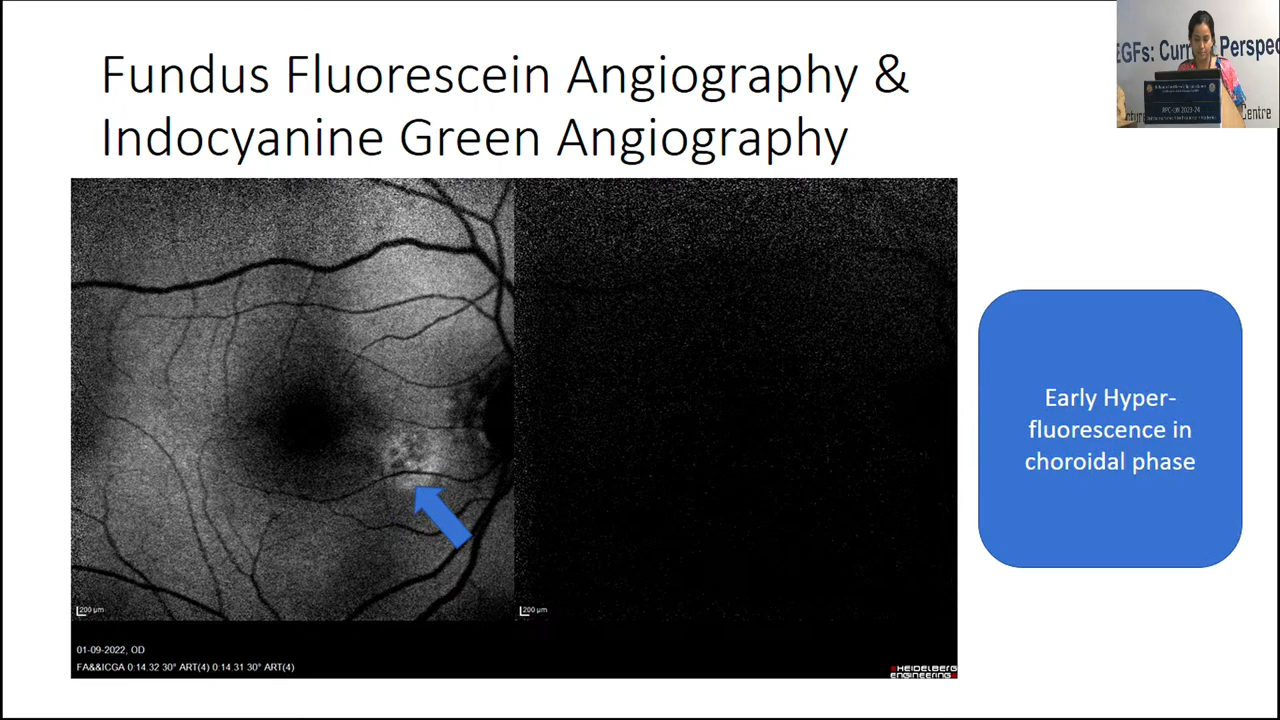 Fundus Fluorescein Angiography &
Indocyanine Green Angiography
EGFs: Current Perspec
Centre
Early Hyper-
fluorescence in
choroidal phase
200 µm
200 µm
01-09-2022, OD
FA&&ICGA 0:14.32 30° ART(4) 0:14.31 30° ART(4)
HEIDELBERG
ENGINEERING